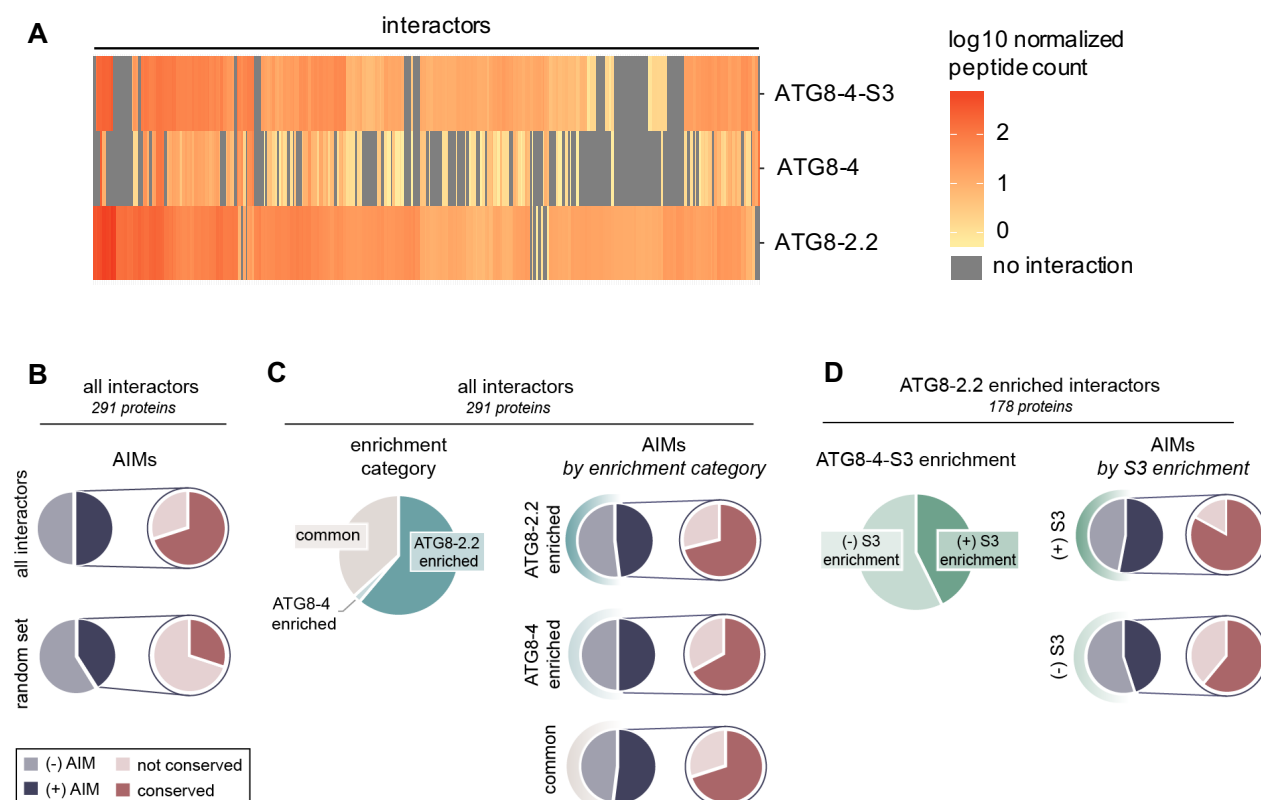 A
interactors
log10 normalized
peptide count
ATG8-4-S3
ATG8-4
ATG8-2.2
2
1
0
no interaction
B
all interactors
291 proteins
AIMs
all interactors
random set
(-) AIM
(+) AIM
not conserved
conserved
C
all interactors
291 proteins
enrichment
category
common
ATG8-2.2
enriched
ATG8-4
enriched
AIMs
by enrichment category
ATG8-2.2
enriched
ATG8-4
enriched
common
D
ATG8-2.2 enriched interactors
178 proteins
ATG8-4-S3 enrichment
(-) S3
enrichment
(+) S3
enrichment
AIMs
by S3 enrichment
(+) S3
(-) S3